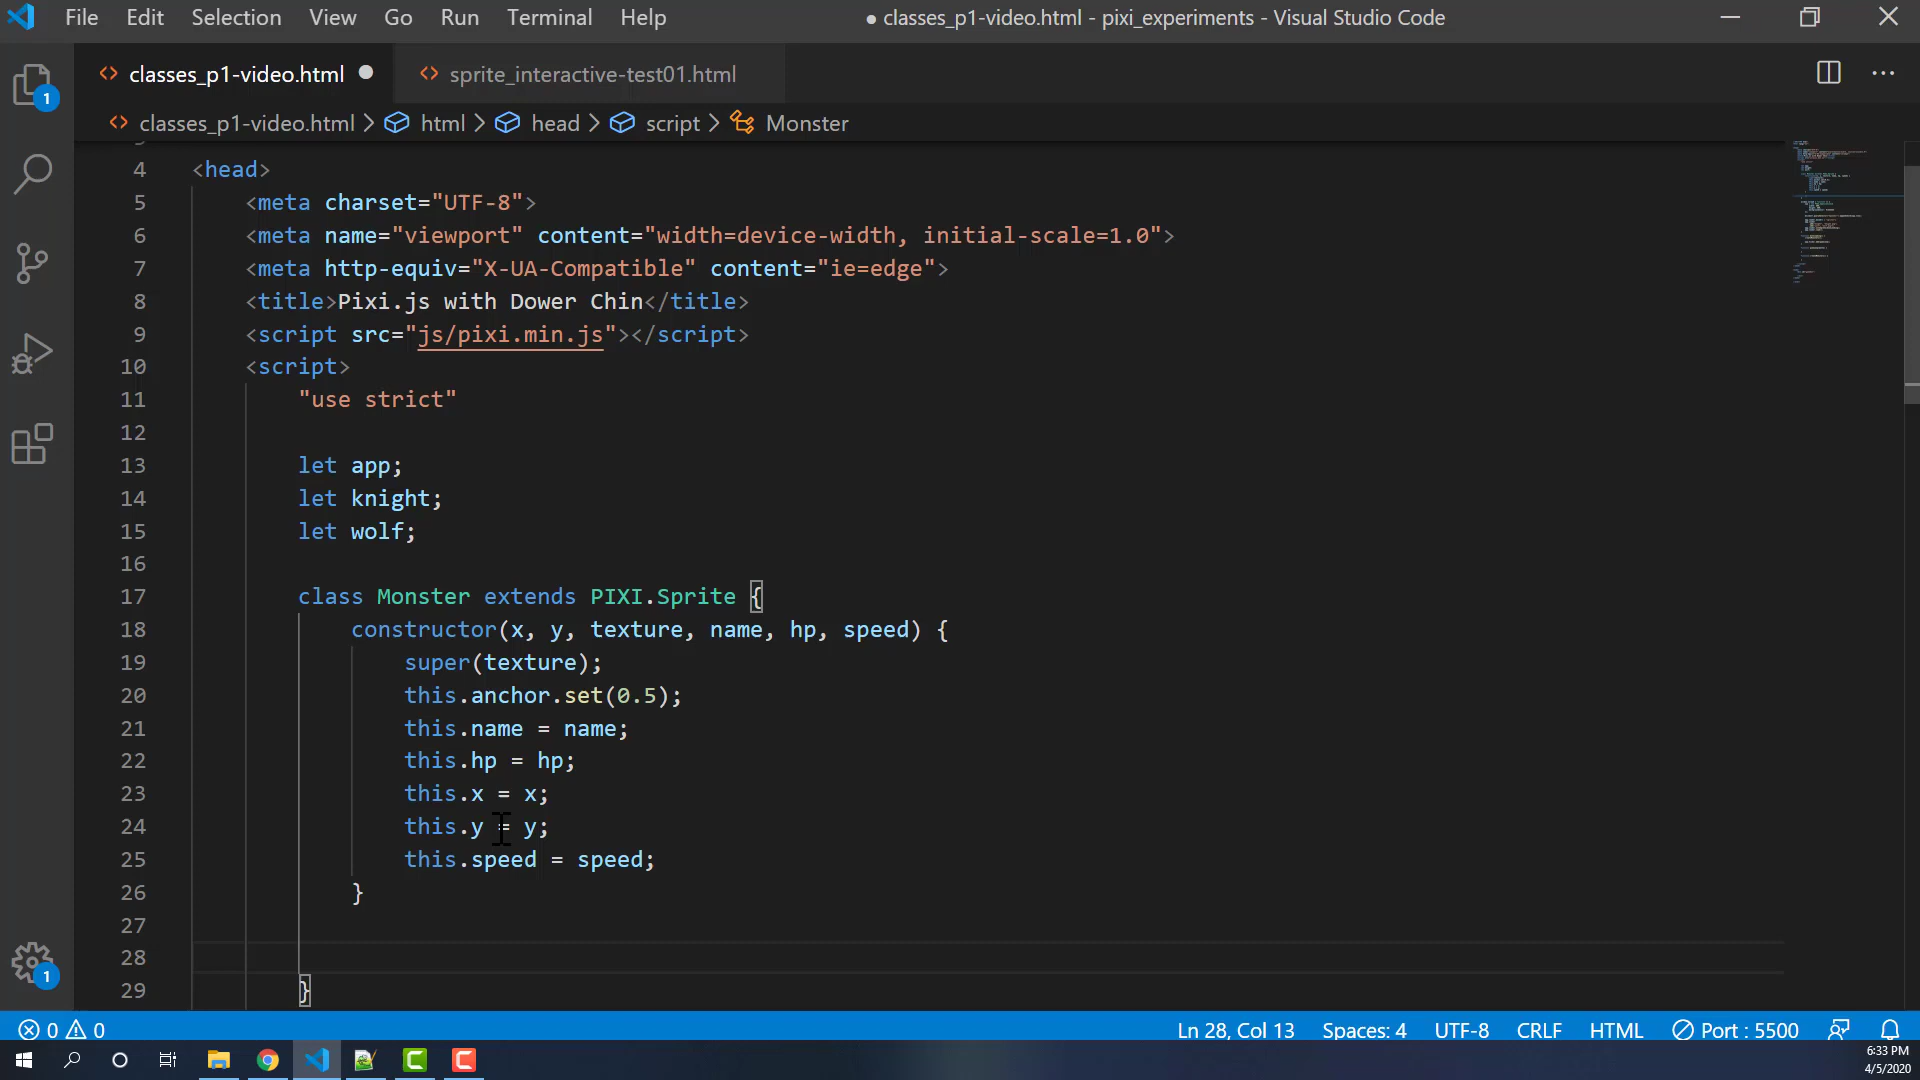 File Edit Selection View Go Run Terminal Help
● classes_p1-video.html - pixi_experiments - Visual Studio Code
classes_p1-video.html
sprite_interactive-test01.html
classes_p1-video.html > html > head > script > Monster
4 <head>
5 <meta charset="UTF-8">
6 <meta name="viewport" content="width=device-width, initial-scale=1.0">
7 <meta http-equiv="X-UA-Compatible" content="ie=edge">
8 <title>Pixi.js with Dower Chin</title>
9 <script src="js/pixi.min.js"></script>
10 <script>
11 "use strict"
12
13 let app;
14 let knight;
15 let wolf;
16
17 class Monster extends PIXI.Sprite {
18 constructor(x, y, texture, name, hp, speed) {
19 super(texture);
20 this.anchor.set(0.5);
21 this.name = name;
22 this.hp = hp;
23 this.x = x;
24 this.y = y;
25 this.speed = speed;
26 }
27
28
29 }
1
1
0 0
Ln 28, Col 13
Spaces: 4
UTF-8
CRLF
HTML
Port : 5500
6:33 PM
4/5/2020